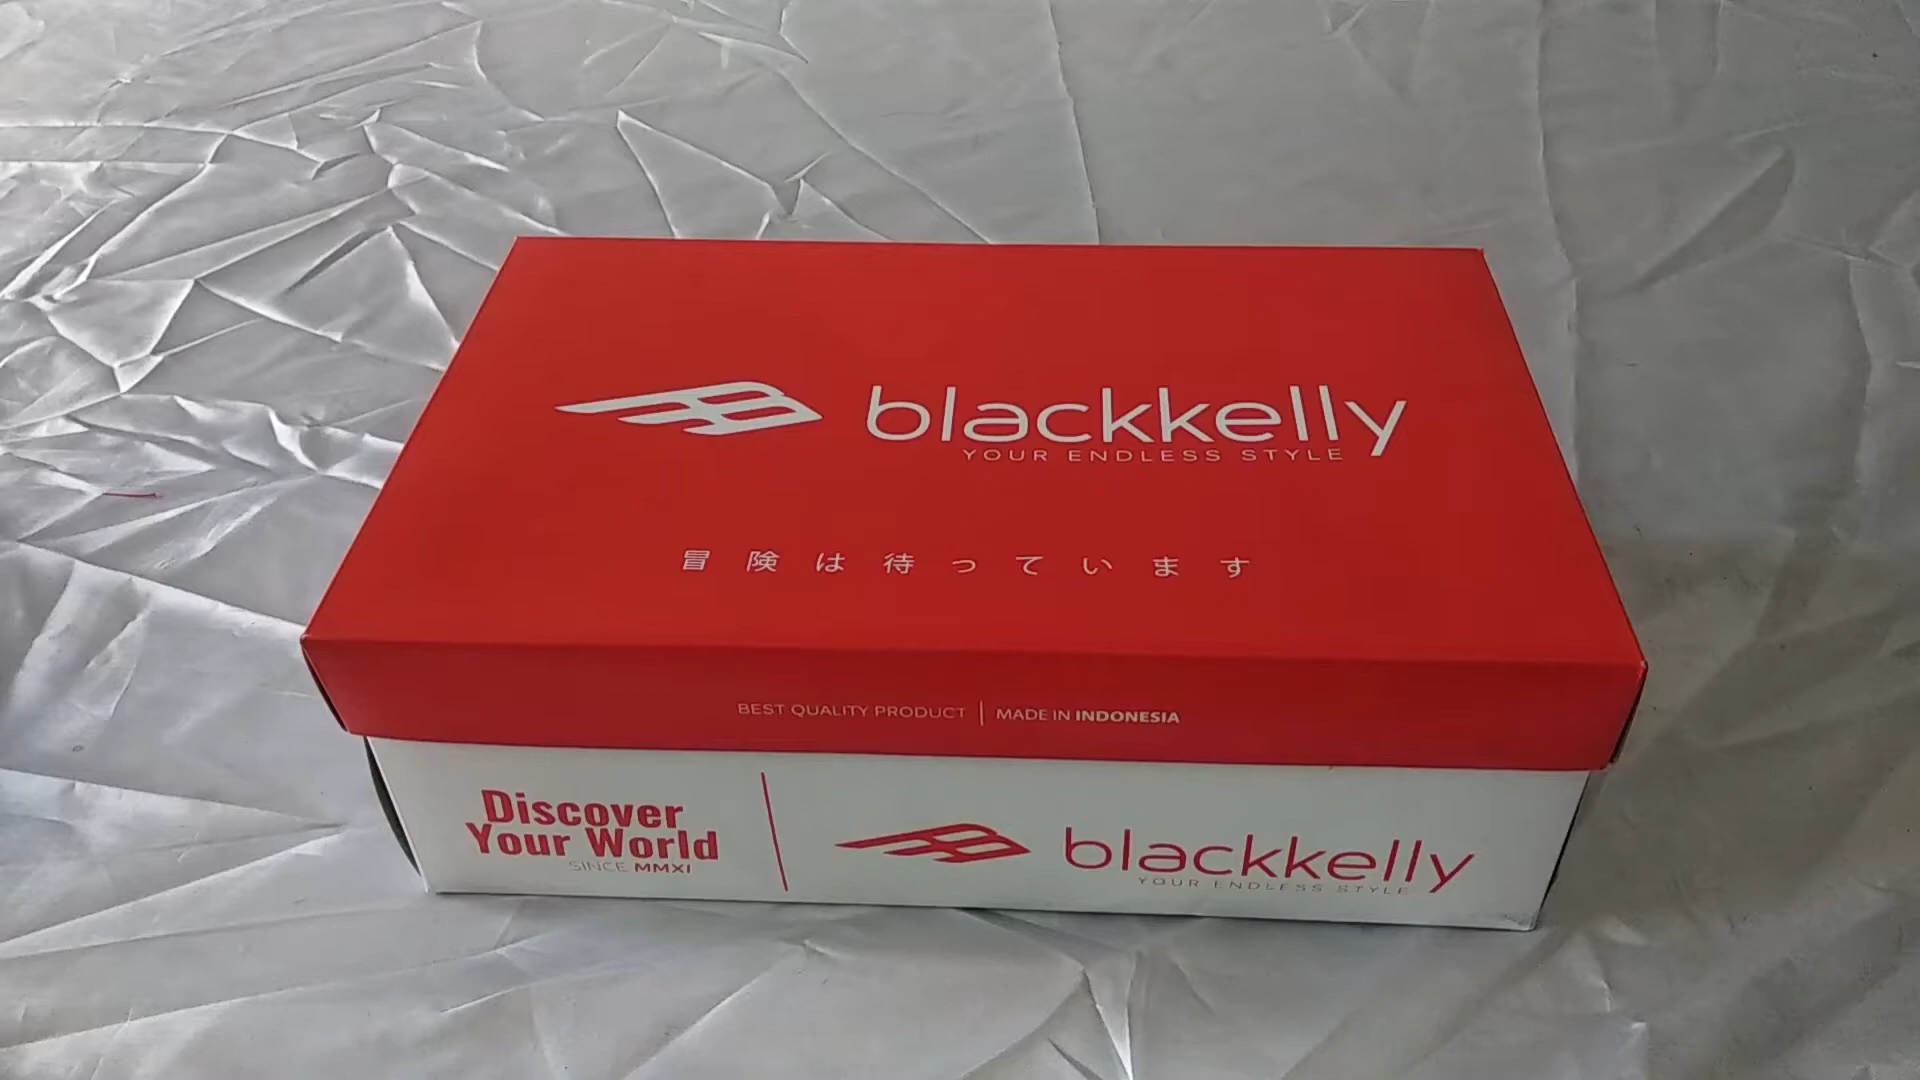 blackkelly
YOUR ENDLESS STYLE
冒険は待っています
BEST QUALITY PRODUCT | MADE IN INDONESIA
Discover
Your World
SINCE MMXI
blackkelly
YOUR ENDLESS STYLE